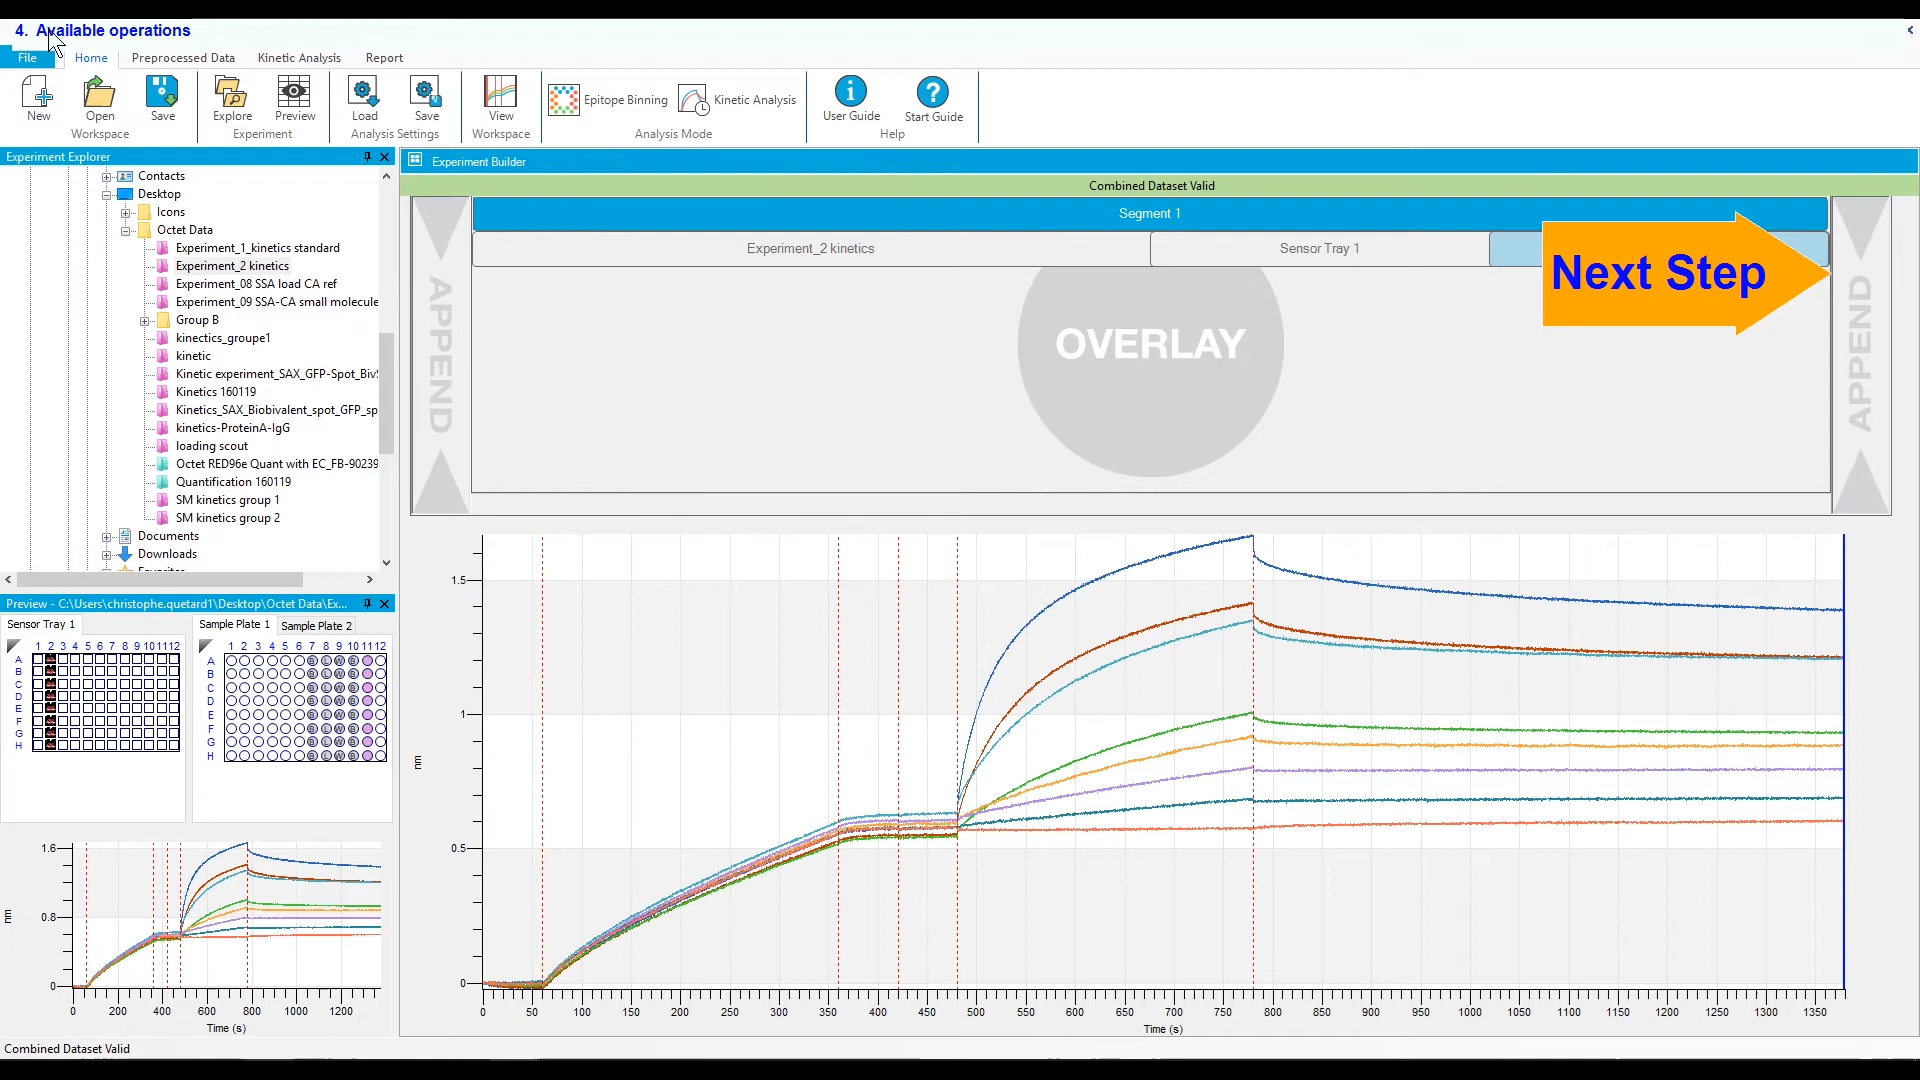 4. Available operations
File Home Preprocessed Data Kinetic Analysis Report
New Open Save Explore Preview Load Save View Epitope Binning Kinetic Analysis User Guide Start Guide
Workspace Experiment Analysis Settings Workspace Analysis Mode Help
Experiment Explorer
Contacts
Desktop
Icons
Octet Data
Experiment_1_kinetics standard
Experiment_2 kinetics
Experiment_08 SSA load CA ref
Experiment_09 SSA-CA small molecule
Group B
kinectics_groupe1
kinetic
Kinetic experiment_SAX_GFP-Spot_Biv
Kinetics 160119
Kinetics_SAX_Biobivalent_spot_GFP_sp
kinetics-ProteinA-IgG
loading scout
Octet RED96e Quant with EC_FB-90239
Quantification 160119
SM kinetics group 1
SM kinetics group 2
Documents
Downloads
Preview - C:\Users\christophe.quetard1\Desktop\Octet Data\Ex...
Sensor Tray 1
1 2 3 4 5 6 7 8 9 10 11 12
A
B
C
D
E
F
G
H
Sample Plate 1 Sample Plate 2
1 2 3 4 5 6 7 8 9 10 11 12
A B L W B
B B L W B
C B L W B
D B L W B
E B L W B
F B L W B
G B L W B
H B L W B
1.6
0.8
0
nm
0 200 400 600 800 1000 1200
Time (s)
Experiment Builder
Combined Dataset Valid
Segment 1
Experiment_2 kinetics Sensor Tray 1
Next Step
APPEND
OVERLAY
APPEND
1.5
1
0.5
0
nm
0 50 100 150 200 250 300 350 400 450 500 550 600 650 700 750 800 850 900 950 1000 1050 1100 1150 1200 1250 1300 1350
Time (s)
Combined Dataset Valid